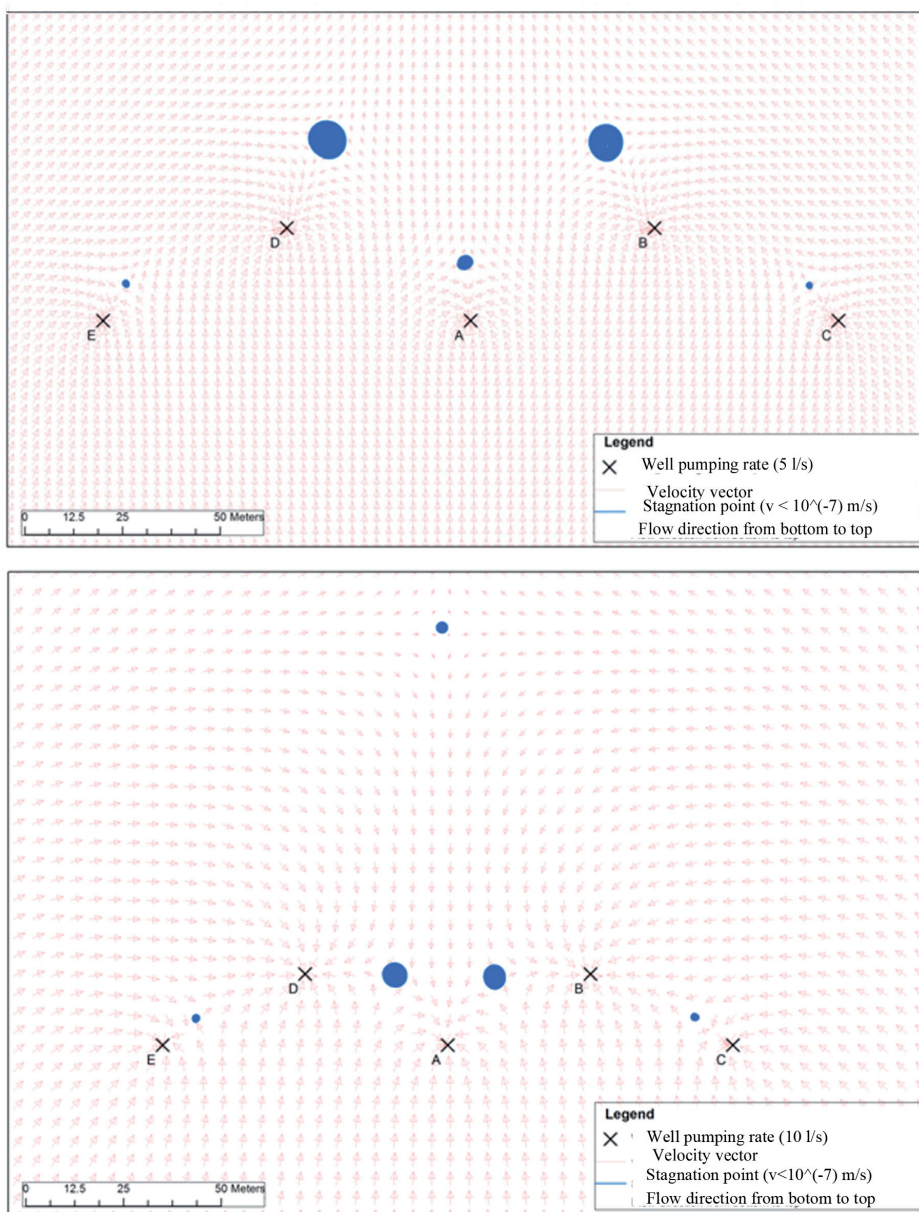 D
B
E
A
C
Legend
Well pumping rate (5 l/s)
Velocity vector
Stagnation point (v < 10^(-7) m/s)
Flow direction from bottom to top
0 12.5 25 50 Meters
D
B
E
A
C
Legend
Well pumping rate (10 l/s)
Velocity vector
Stagnation point (v<10^(-7) m/s)
Flow direction from botom to top
0 12.5 25 50 Meters